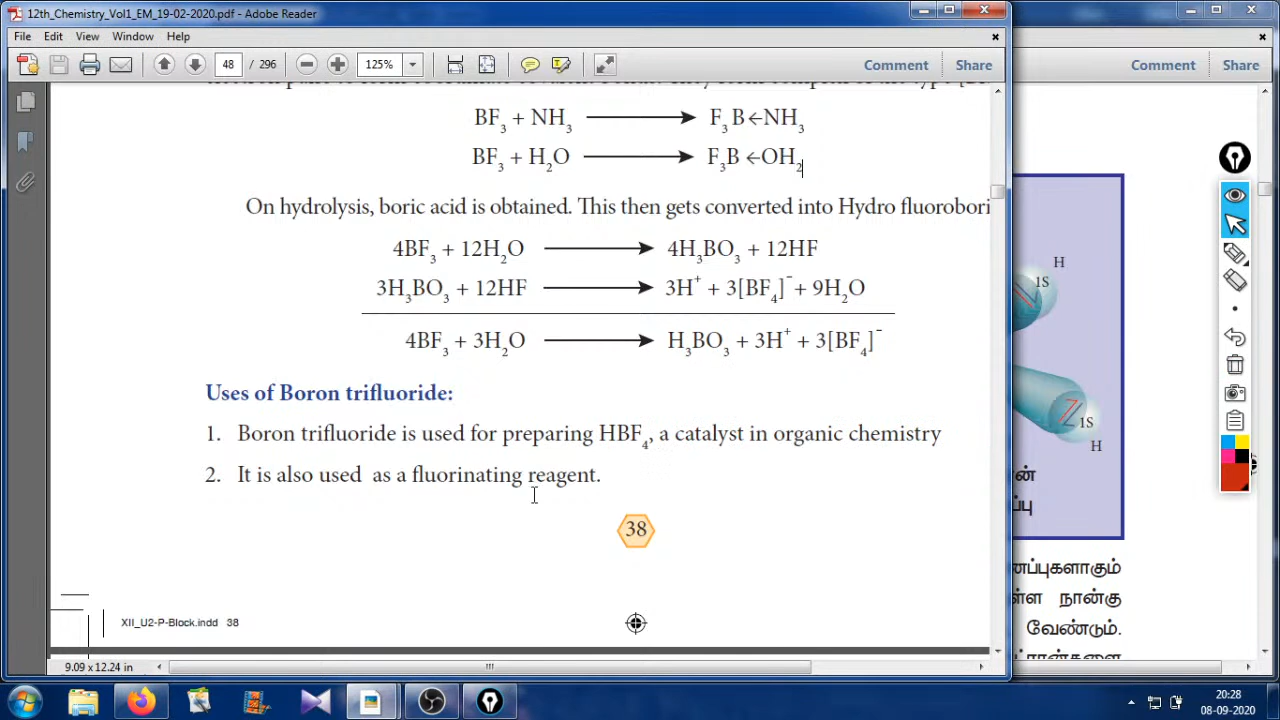 12th_Chemistry_Vol1_EM_19-02-2020.pdf - Adobe Reader
File Edit View Window Help
48 / 296 125% Comment Share
Comment Share
BF3 + NH3 ⟶ F3 B←NH3
BF3 + H2O ⟶ F3B ←OH2
On hydrolysis, boric acid is obtained. This then gets converted into Hydro fluorobori
4BF3 + 12H2O ⟶ 4H3BO3 + 12HF
3H3BO3 + 12HF ⟶ 3H+ + 3[BF4]− + 9H2O
4BF3 + 3H2O ⟶ H3BO3 + 3H+ + 3[BF4]−
Uses of Boron trifluoride:
1. Boron trifluoride is used for preparing HBF4, a catalyst in organic chemistry
2. It is also used as a fluorinating reagent.
38
XII_U2-P-Block.indd 38
9.09 x 12.24 in
H
1S
1S
H
ன்
பு
ணப்புகளாகும்
ள்ள நான்கு
வேண்டும்.
20:28
08-09-2020